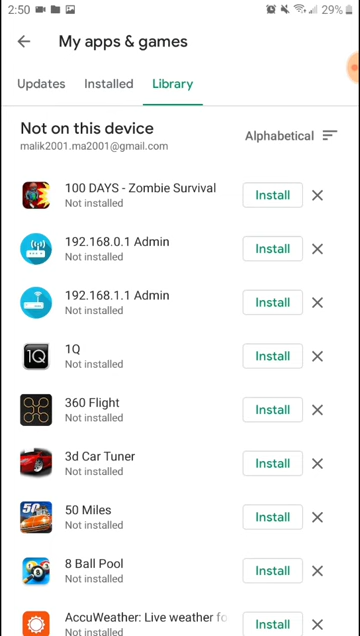 2:50 29%
My apps & games
Updates Installed Library
Not on this device
malik2001.ma2001@gmail.com
Alphabetical
100 DAYS - Zombie Survival
Not installed
Install
192.168.0.1 Admin
Not installed
Install
192.168.1.1 Admin
Not installed
Install
1Q
1Q
Not installed
Install
360 Flight
Not installed
Install
3d Car Tuner
Not installed
Install
50
50 Miles
Not installed
Install
8 Ball Pool
Not installed
Install
AccuWeather: Live weather fo
Not installed
Install